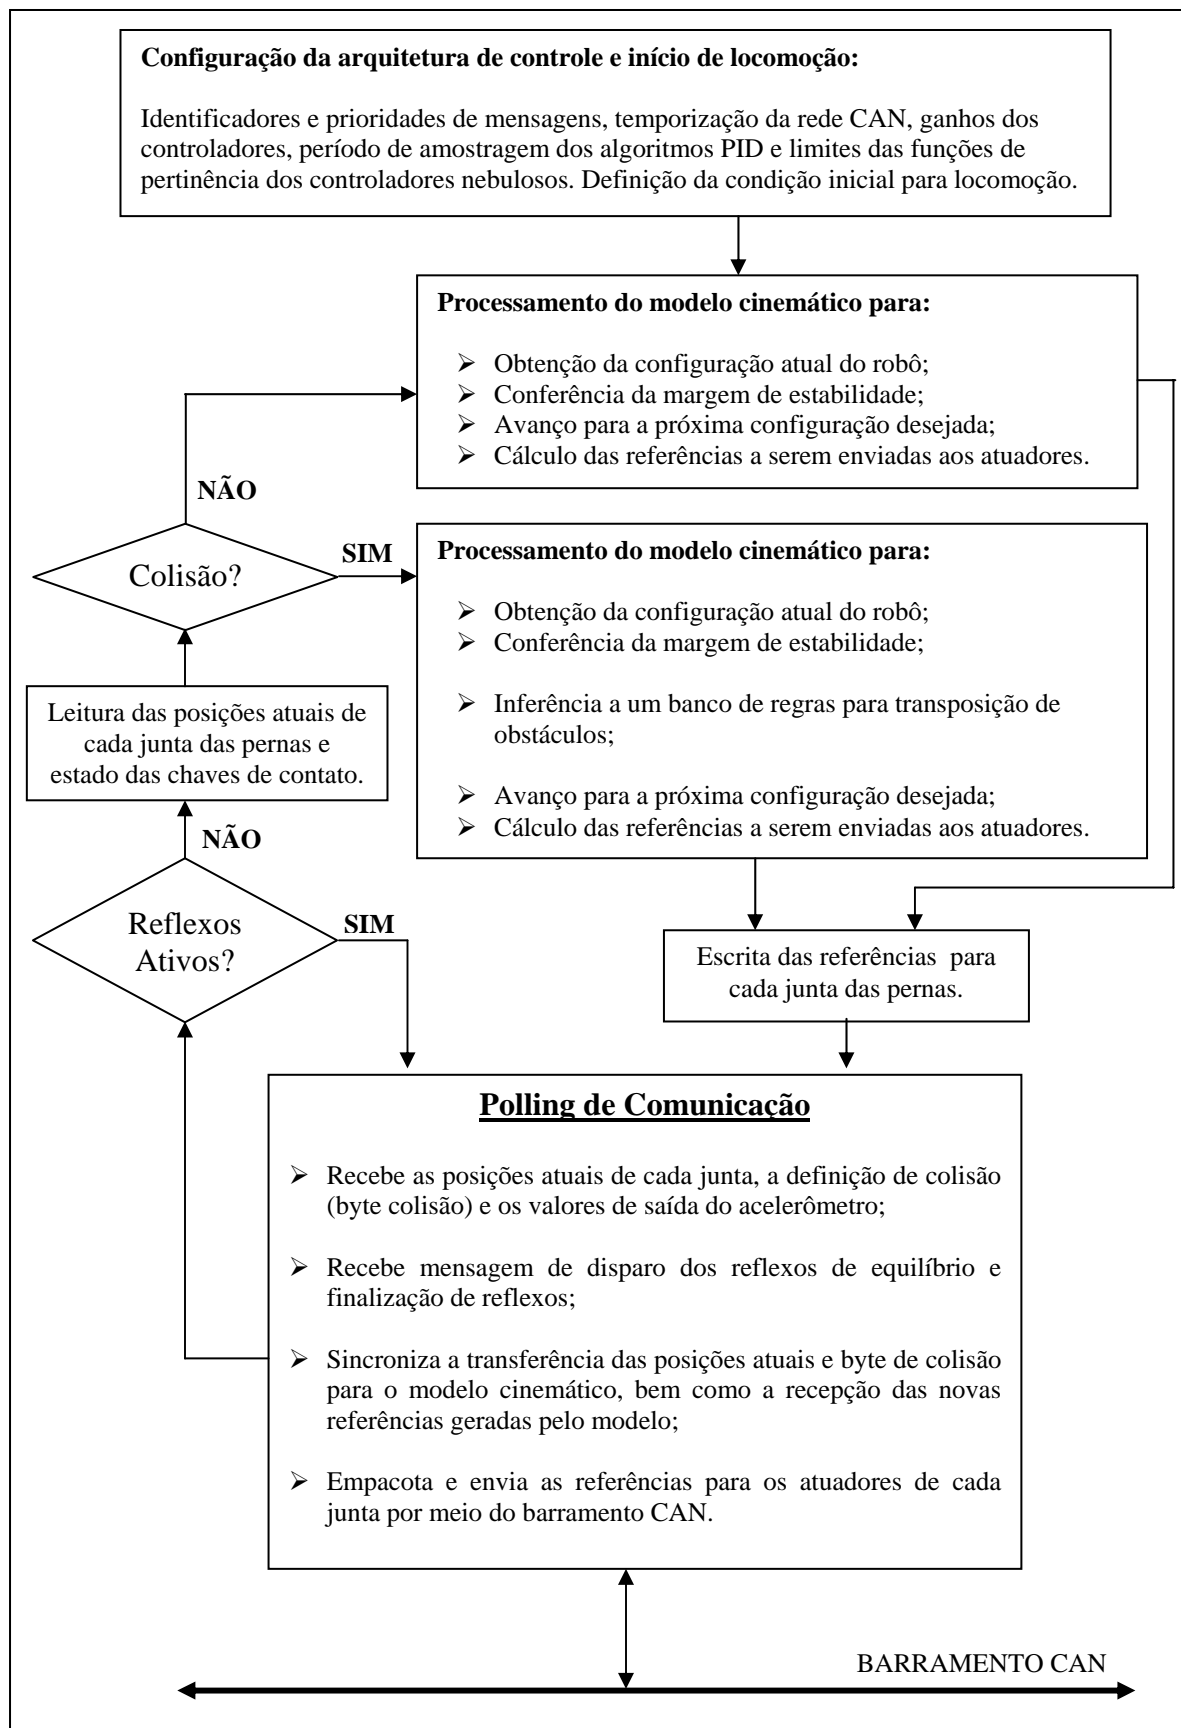 Configuração da arquitetura de controle e início de locomoção:
Identificadores e prioridades de mensagens, temporização da rede CAN, ganhos dos
controladores, período de amostragem dos algoritmos PID e limites das funções de
pertinência dos controladores nebulosos. Definição da condição inicial para locomoção.
Processamento do modelo cinemático para:
➢ Obtenção da configuração atual do robô;
➢ Conferência da margem de estabilidade;
➢ Avanço para a próxima configuração desejada;
➢ Cálculo das referências a serem enviadas aos atuadores.
NÃO
Colisão?
SIM
Processamento do modelo cinemático para:
➢ Obtenção da configuração atual do robô;
➢ Conferência da margem de estabilidade;
➢ Inferência a um banco de regras para transposição de
obstáculos;
➢ Avanço para a próxima configuração desejada;
➢ Cálculo das referências a serem enviadas aos atuadores.
Leitura das posições atuais de
cada junta das pernas e
estado das chaves de contato.
NÃO
Reflexos
Ativos?
SIM
Escrita das referências para
cada junta das pernas.
Polling de Comunicação
➢ Recebe as posições atuais de cada junta, a definição de colisão
(byte colisão) e os valores de saída do acelerômetro;
➢ Recebe mensagem de disparo dos reflexos de equilíbrio e
finalização de reflexos;
➢ Sincroniza a transferência das posições atuais e byte de colisão
para o modelo cinemático, bem como a recepção das novas
referências geradas pelo modelo;
➢ Empacota e envia as referências para os atuadores de cada
junta por meio do barramento CAN.
BARRAMENTO CAN